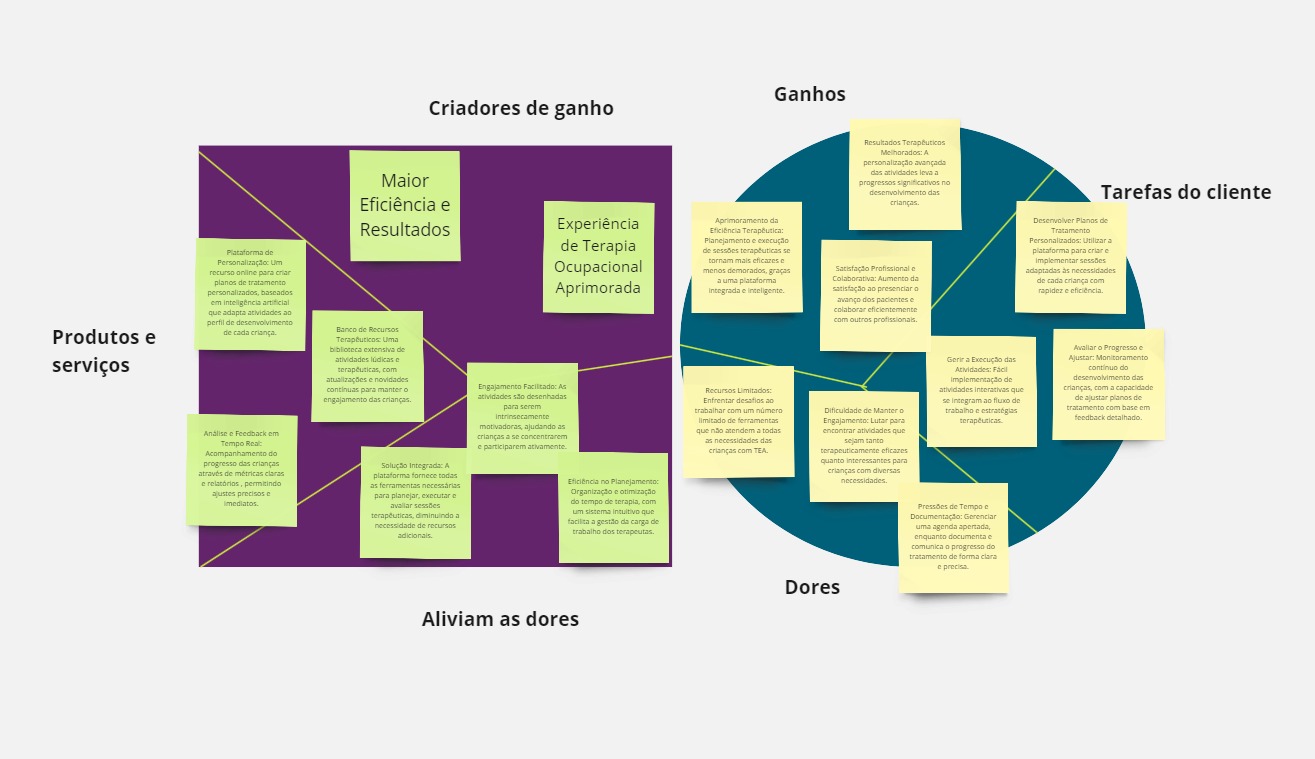 Criadores de ganho
Maior
Eficiência e
Resultados
Experiência
de Terapia
Ocupacional
Aprimorada
Produtos e
serviços
Plataforma de
Personalização: Um
recurso online para criar
planos de tratamento
personalizados, baseados
em inteligência artificial
que adapta atividades ao
perfil de desenvolvimento
de cada criança.
Banco de Recursos
Terapêuticos: Uma
biblioteca extensiva de
atividades lúdicas e
terapêuticas, com
atualizações e novidades
contínuas para manter o
engajamento das crianças.
Análise e Feedback em
Tempo Real:
Acompanhamento do
progresso das crianças
através de métricas claras
e relatórios , permitindo
ajustes precisos e
imediatos.
Engajamento Facilitado: As
atividades são desenhadas
para serem
intrinsecamente
motivadoras, ajudando as
crianças a se concentrarem
e participarem ativamente.
Solução Integrada: A
plataforma fornece todas
as ferramentas necessárias
para planejar, executar e
avaliar sessões
terapêuticas, diminuindo a
necessidade de recursos
adicionais.
Eficiência no Planejamento:
Organização e otimização
do tempo de terapia, com
um sistema intuitivo que
facilita a gestão da carga de
trabalho dos terapeutas.
Aliviam as dores
Ganhos
Resultados Terapêuticos
Melhorados: A
personalização avançada
das atividades leva a
progressos significativos no
desenvolvimento das
crianças.
Aprimoramento da
Eficiência Terapêutica:
Planejamento e execução
de sessões terapêuticas se
tornam mais eficazes e
menos demorados, graças
a uma plataforma
integrada e inteligente.
Satisfação Profissional e
Colaborativa: Aumento da
satisfação ao presenciar o
avanço dos pacientes e
colaborar eficientemente
com outros profissionais.
Tarefas do cliente
Desenvolver Planos de
Tratamento
Personalizados: Utilizar a
plataforma para criar e
implementar sessões
adaptadas às necessidades
de cada criança com
rapidez e eficiência.
Gerir a Execução das
Atividades: Fácil
implementação de
atividades interativas que
se integram ao fluxo de
trabalho e estratégias
terapêuticas.
Avaliar o Progresso e
Ajustar: Monitoramento
contínuo do
desenvolvimento das
crianças, com a capacidade
de ajustar planos de
tratamento com base em
feedback detalhado.
Recursos Limitados:
Enfrentar desafios ao
trabalhar com um número
limitado de ferramentas
que não atendem a todas
as necessidades das
crianças com TEA.
Dificuldade de Manter o
Engajamento: Lutar para
encontrar atividades que
sejam tanto
terapeuticamente eficazes
quanto interessantes para
crianças com diversas
necessidades.
Pressões de Tempo e
Documentação: Gerenciar
uma agenda apertada,
enquanto documenta e
comunica o progresso do
tratamento de forma clara
e precisa.
Dores